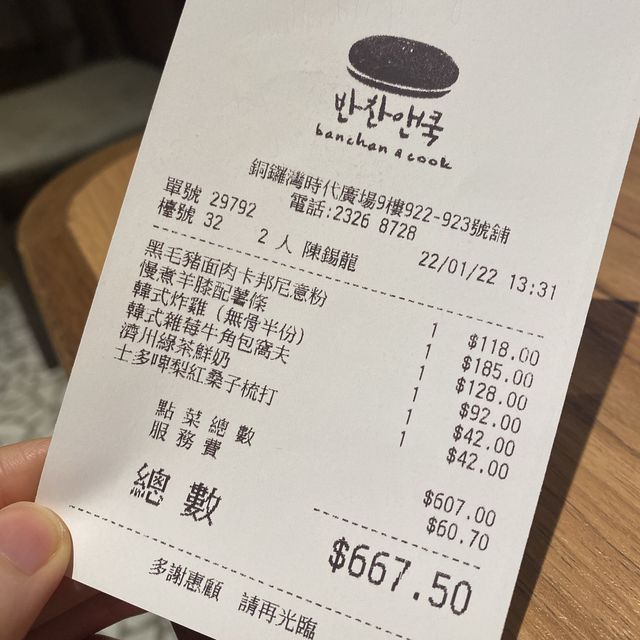 반찬앤쿡
banchan a cook
銅鑼灣時代廣場9樓922-923號舖
電話:2326 8728
單號 29792
檯號 32 2 人 陳錫龍 22/01/22 13:31
黑毛豬面肉卡邦尼意粉 1 $118.00
慢煮羊膝配薯條 1 $185.00
韓式炸雞 (無骨半份) 1 $128.00
韓式雜莓牛角包窩夫 1 $92.00
濟州綠茶鮮奶 1 $42.00
士多啤梨紅桑子梳打 1 $42.00
點菜總數 $607.00
服務費 $60.70
總數 $667.50
多謝惠顧 請再光臨